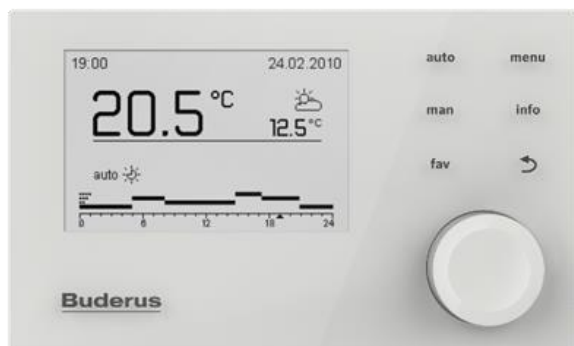 19:00 24.02.2010
20.5 °C
12.5 °C
auto
0 6 12 18 24
Buderus
auto menu
man info
fav